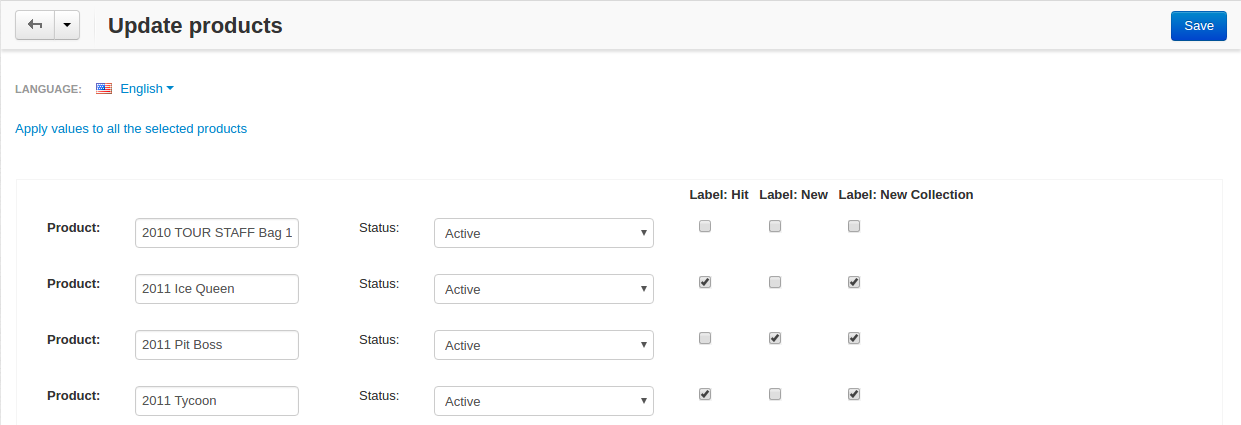 Update products
Save
LANGUAGE: English
Apply values to all the selected products
Label: Hit Label: New Label: New Collection
Product: 2010 TOUR STAFF Bag 1 Status: Active
Product: 2011 Ice Queen Status: Active
Product: 2011 Pit Boss Status: Active
Product: 2011 Tycoon Status: Active